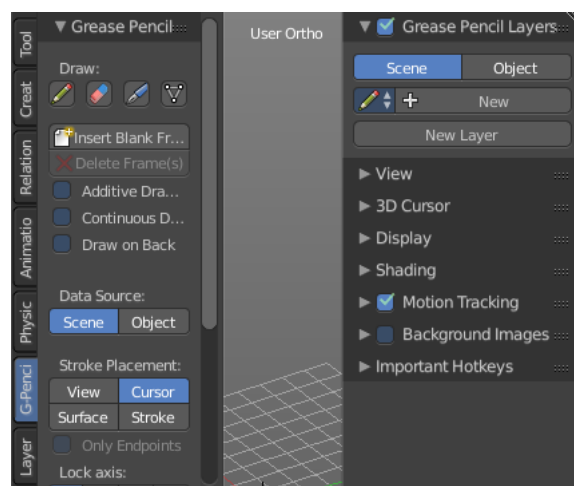 Tool
Creat
Relation
Animatio
Physic
G-Penci
Layer
Grease Pencil
Draw:
Insert Blank Fr...
Delete Frame(s)
Additive Dra...
Continuous D...
Draw on Back
Data Source:
Scene Object
Stroke Placement:
View Cursor
Surface Stroke
Only Endpoints
Lock axis:
User Ortho
Grease Pencil Layers
Scene Object
New
New Layer
View
3D Cursor
Display
Shading
Motion Tracking
Background Images
Important Hotkeys